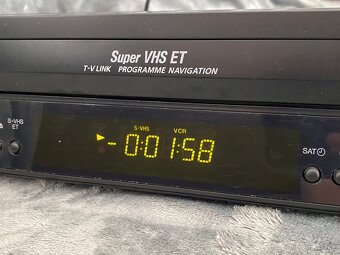 Super VHS ET
T-V LINK PROGRAMME NAVIGATION
S-VHS
ET
S-VHS VCR
-0:01:58
SAT